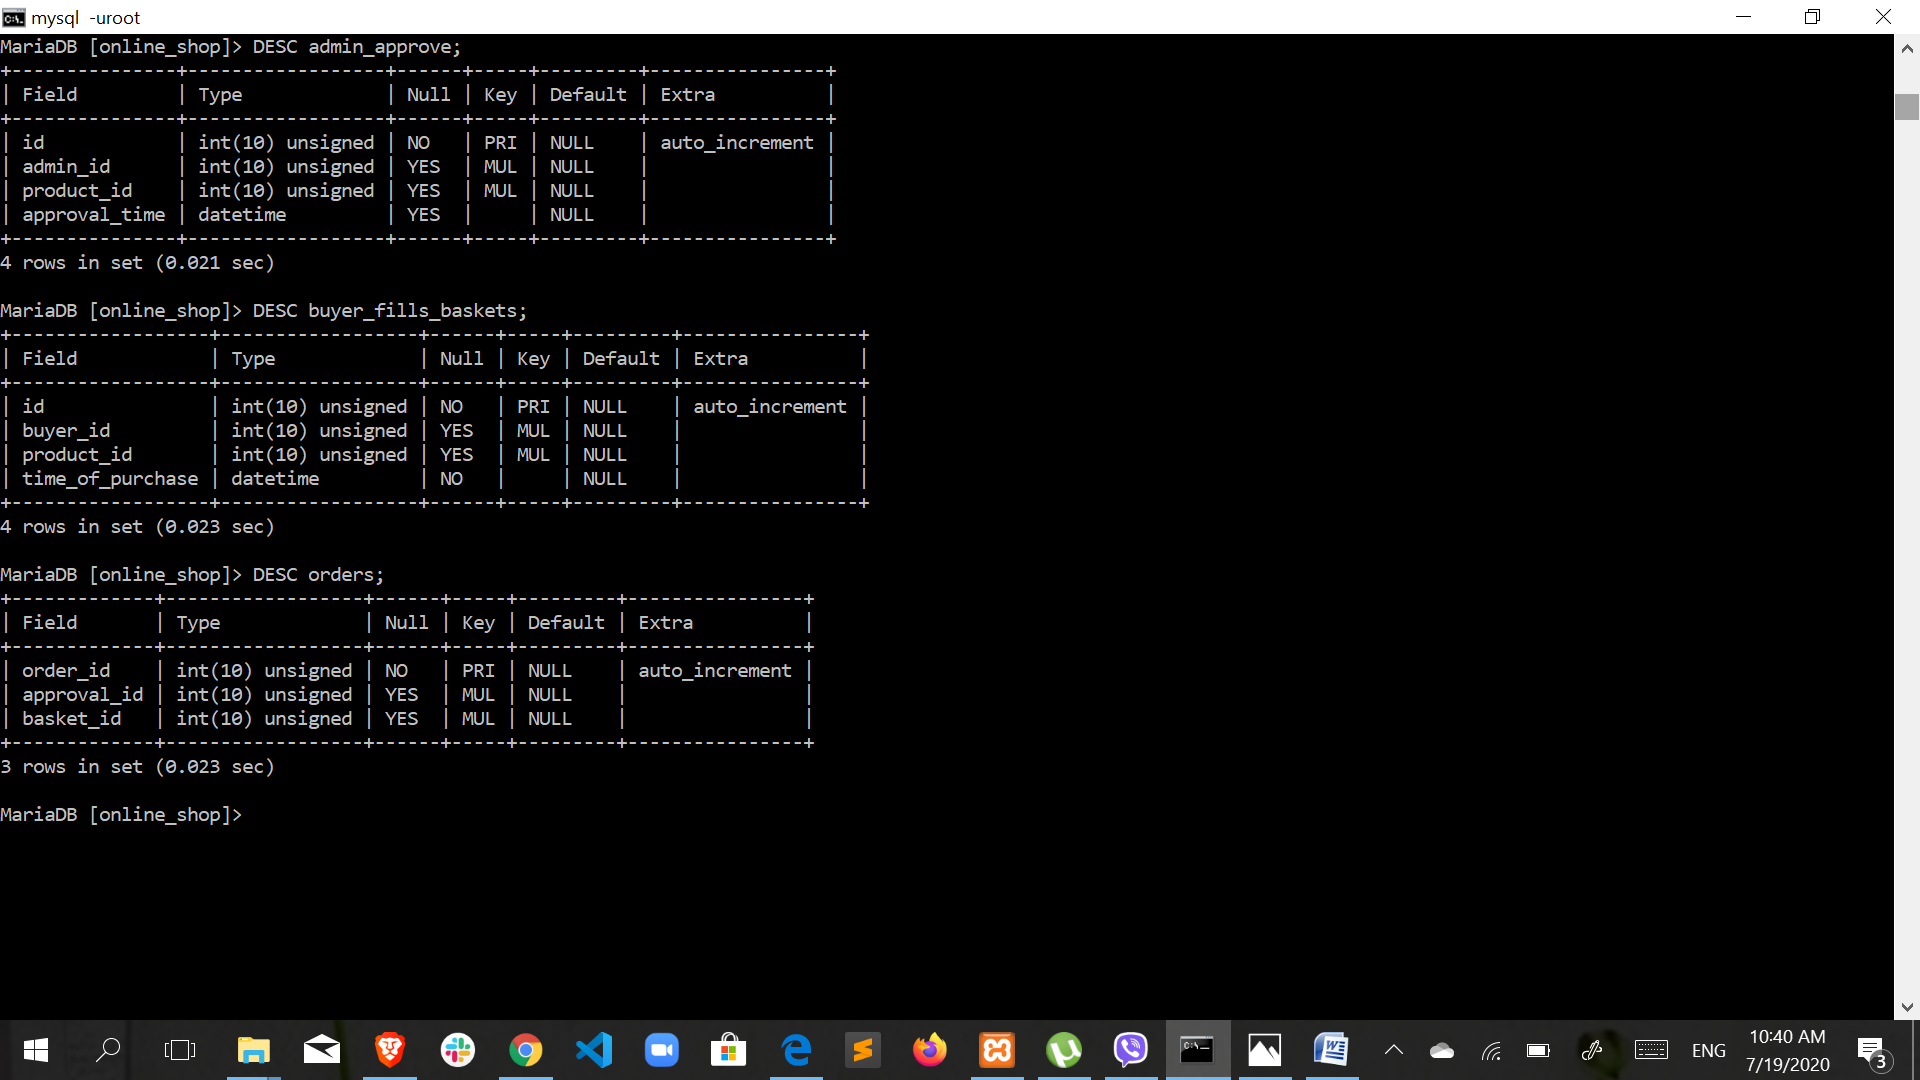 mysql  -uroot
MariaDB [online_shop]> DESC admin_approve;
+---------------+------------------+------+-----+---------+----------------+
| Field         | Type             | Null | Key | Default | Extra          |
+---------------+------------------+------+-----+---------+----------------+
| id            | int(10) unsigned | NO   | PRI | NULL    | auto_increment |
| admin_id      | int(10) unsigned | YES  | MUL | NULL    |                |
| product_id    | int(10) unsigned | YES  | MUL | NULL    |                |
| approval_time | datetime         | YES  |     | NULL    |                |
+---------------+------------------+------+-----+---------+----------------+
4 rows in set (0.021 sec)
MariaDB [online_shop]> DESC buyer_fills_baskets;
+------------------+------------------+------+-----+---------+----------------+
| Field            | Type             | Null | Key | Default | Extra          |
+------------------+------------------+------+-----+---------+----------------+
| id               | int(10) unsigned | NO   | PRI | NULL    | auto_increment |
| buyer_id         | int(10) unsigned | YES  | MUL | NULL    |                |
| product_id       | int(10) unsigned | YES  | MUL | NULL    |                |
| time_of_purchase | datetime         | NO   |     | NULL    |                |
+------------------+------------------+------+-----+---------+----------------+
4 rows in set (0.023 sec)
MariaDB [online_shop]> DESC orders;
+-------------+------------------+------+-----+---------+----------------+
| Field       | Type             | Null | Key | Default | Extra          |
+-------------+------------------+------+-----+---------+----------------+
| order_id    | int(10) unsigned | NO   | PRI | NULL    | auto_increment |
| approval_id | int(10) unsigned | YES  | MUL | NULL    |                |
| basket_id   | int(10) unsigned | YES  | MUL | NULL    |                |
+-------------+------------------+------+-----+---------+----------------+
3 rows in set (0.023 sec)
MariaDB [online_shop]>
ENG
10:40 AM
7/19/2020
3